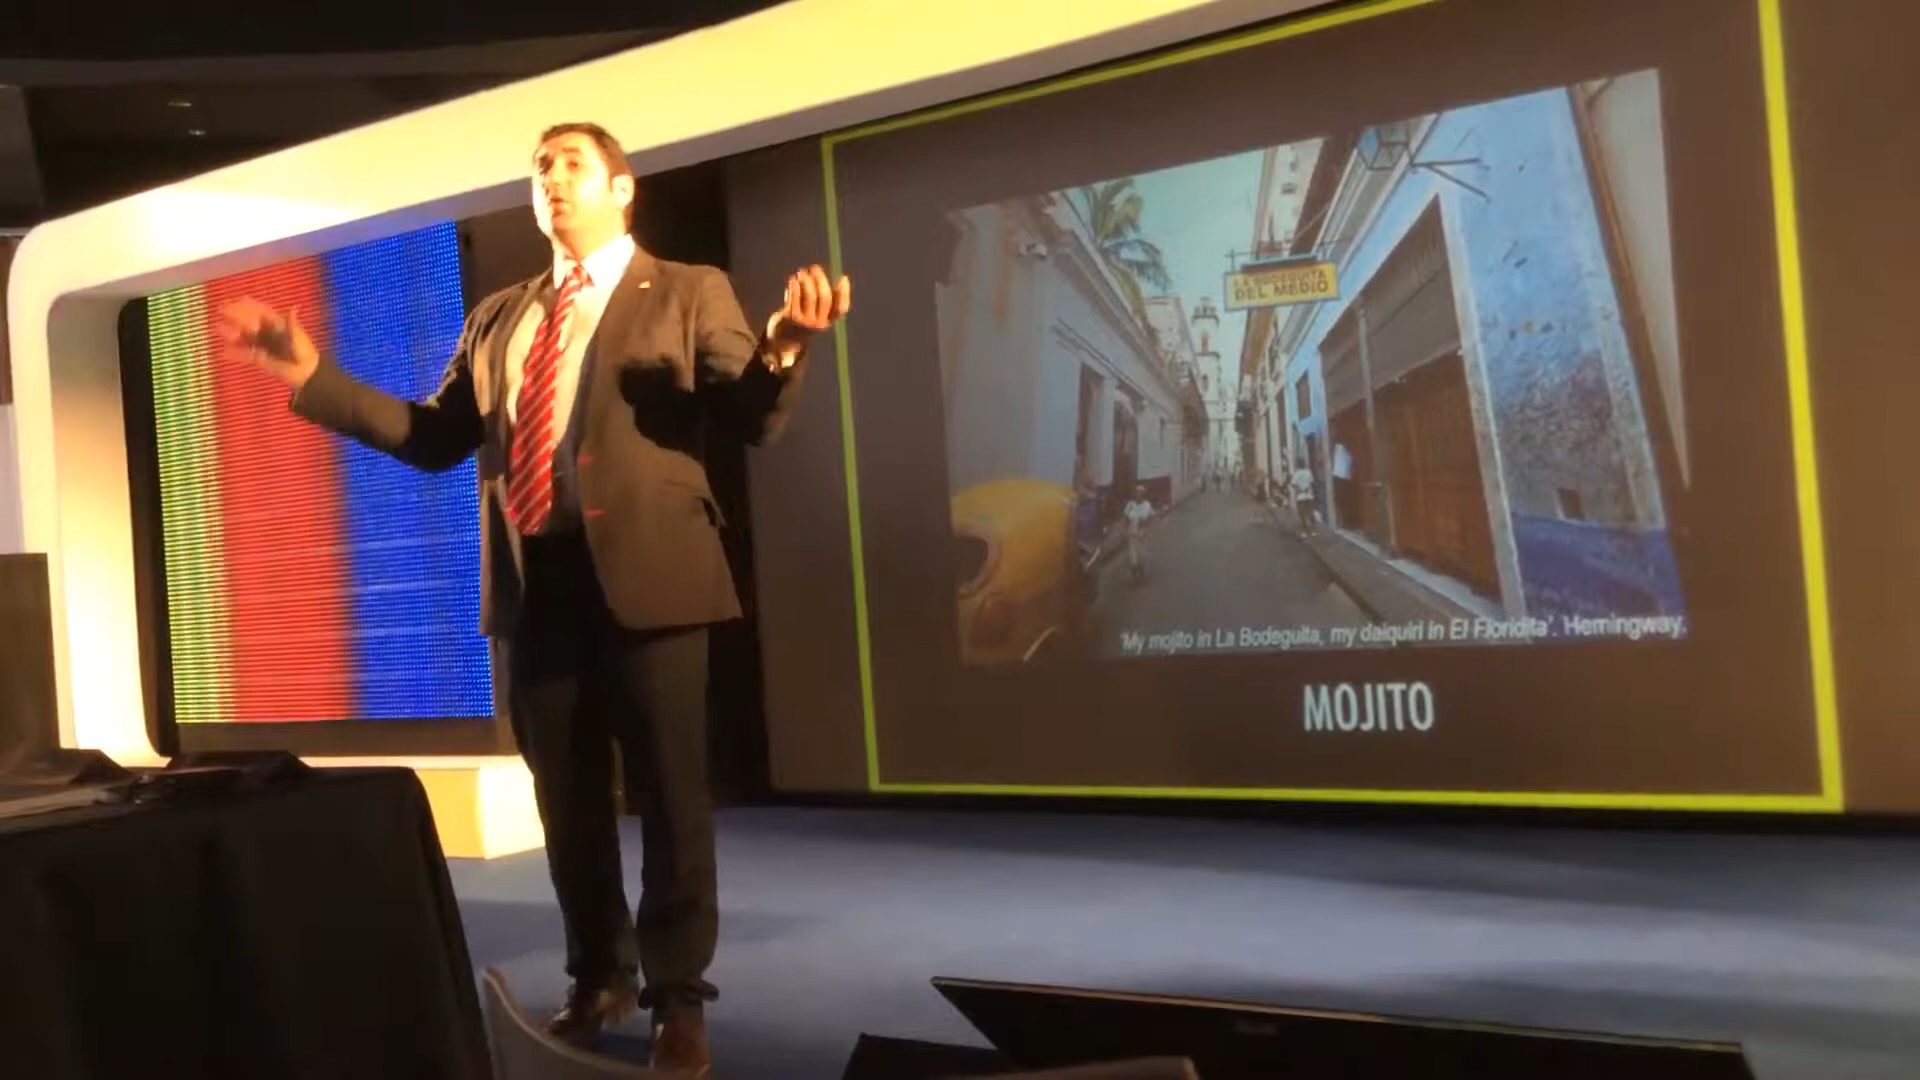 LA BODEGUITA
DEL MEDIO
'My mojito in La Bodeguita, my daiquiri in El Floridita'. Hemingway.
MOJITO